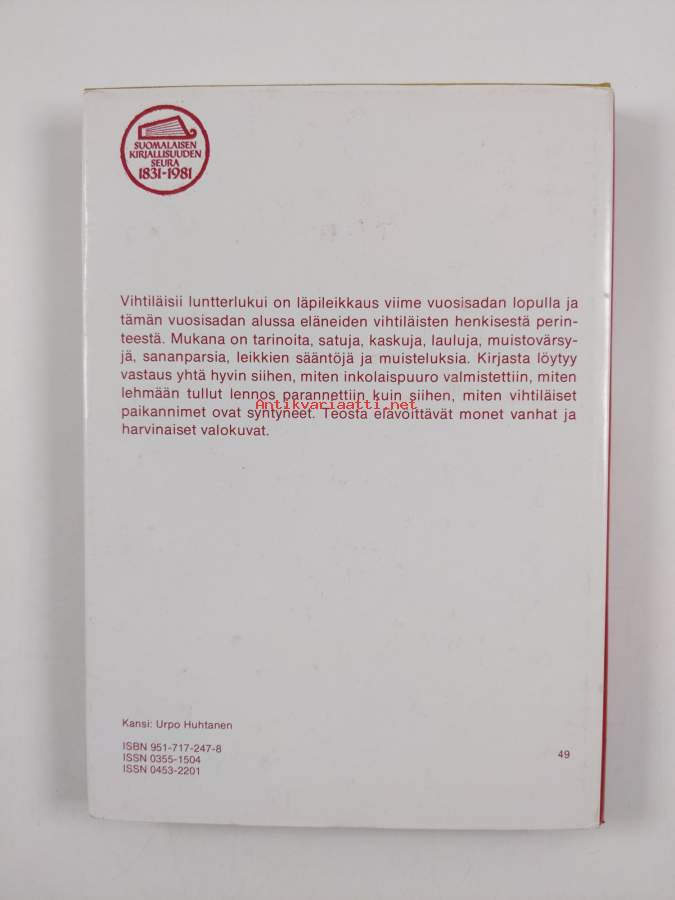 SUOMALAISEN
KIRJALLISUUDEN
SEURA
1831-1981
Vihtiläisii luntterlukui on läpileikkaus viime vuosisadan lopulla ja
tämän vuosisadan alussa eläneiden vihtiläisten henkisestä perin-
teestä. Mukana on tarinoita, satuja, kaskuja, lauluja, muistovärsy-
jä, sananparsia, leikkien sääntöjä ja muisteluksia. Kirjasta löytyy
vastaus yhtä hyvin siihen, miten inkolaispuuro valmistettiin, miten
lehmään tullut lennos parannettiin kuin siihen, miten vihtiläiset
Antikvariaatti.net
paikannimet ovat syntyneet. Teosta elävöittävät monet vanhat ja
harvinaiset valokuvat.
Kansi: Urpo Huhtanen
ISBN 951-717-247-8
ISSN 0355-1504
ISSN 0453-2201
49